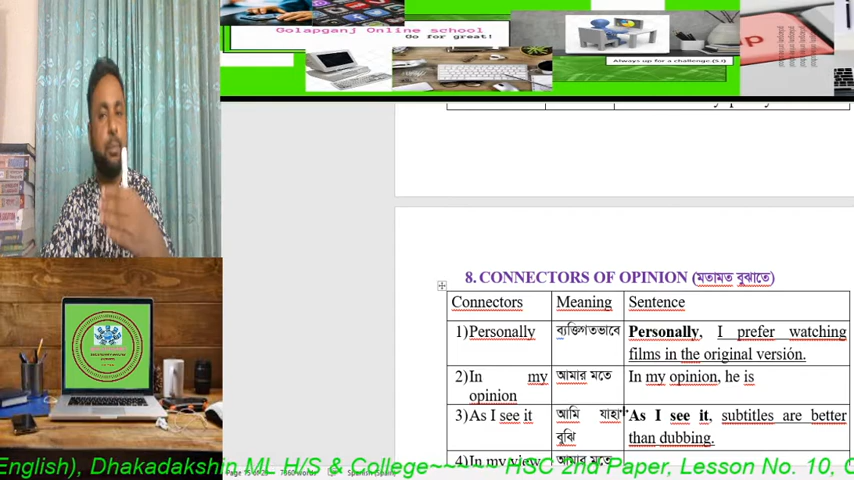 Golapganj Online school
Go for great!
Always up for a challenge(S I)
8. CONNECTORS OF OPINION (মতামত বুঝাতে)
Connectors Meaning Sentence
1)Personally ব্যক্তিগতভাবে Personally, I prefer watching
films in the original versión.
2)In my আমার মতে In my opinion, he is
opinion
3)As I see it আমি যাহা As I see it, subtitles are better
বুঝি than dubbing.
4)In my view আমার মতে
English), Dhakadakshin ML H/S & College~~~~~~ HSC 2nd Paper, Lesson No. 10, C